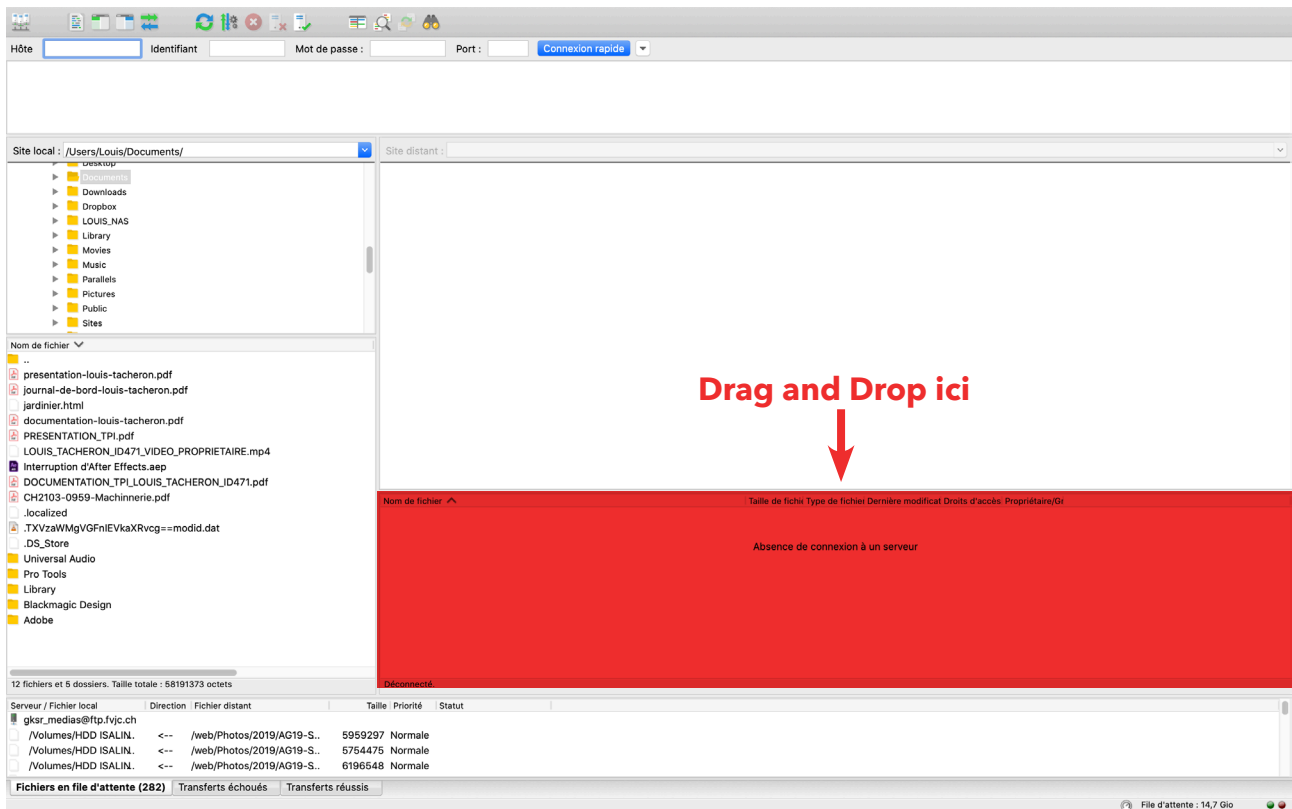 Hôte Identifiant Mot de passe : Port : Connexion rapide
Site local : /Users/Louis/Documents/
Desktop
Documents
Downloads
Dropbox
LOUIS_NAS
Library
Movies
Music
Parallels
Pictures
Public
Sites
Nom de fichier
..
presentation-louis-tacheron.pdf
journal-de-bord-louis-tacheron.pdf
jardinier.html
documentation-louis-tacheron.pdf
PRESENTATION_TPI.pdf
LOUIS_TACHERON_ID471_VIDEO_PROPRIETAIRE.mp4
Interruption d'After Effects.aep
DOCUMENTATION_TPI_LOUIS_TACHERON_ID471.pdf
CH2103-0959-Machinnerie.pdf
.localized
.TXVzaWMgVGFnIEVkaXRvcg==modid.dat
.DS_Store
Universal Audio
Pro Tools
Library
Blackmagic Design
Adobe
12 fichiers et 5 dossiers. Taille totale : 58191373 octets
Site distant :
Drag and Drop ici
Nom de fichier Taille de fichie Type de fichier Dernière modificat Droits d'accès Propriétaire/Gr
Absence de connexion à un serveur
Déconnecté.
Serveur / Fichier local Direction Fichier distant Taille Priorité Statut
gksr_medias@ftp.fvjc.ch
/Volumes/HDD ISALIN.. <-- /web/Photos/2019/AG19-S.. 5959297 Normale
/Volumes/HDD ISALIN.. <-- /web/Photos/2019/AG19-S.. 5754475 Normale
/Volumes/HDD ISALIN.. <-- /web/Photos/2019/AG19-S.. 6196548 Normale
Fichiers en file d'attente (282) Transferts échoués Transferts réussis
File d'attente : 14,7 Gio